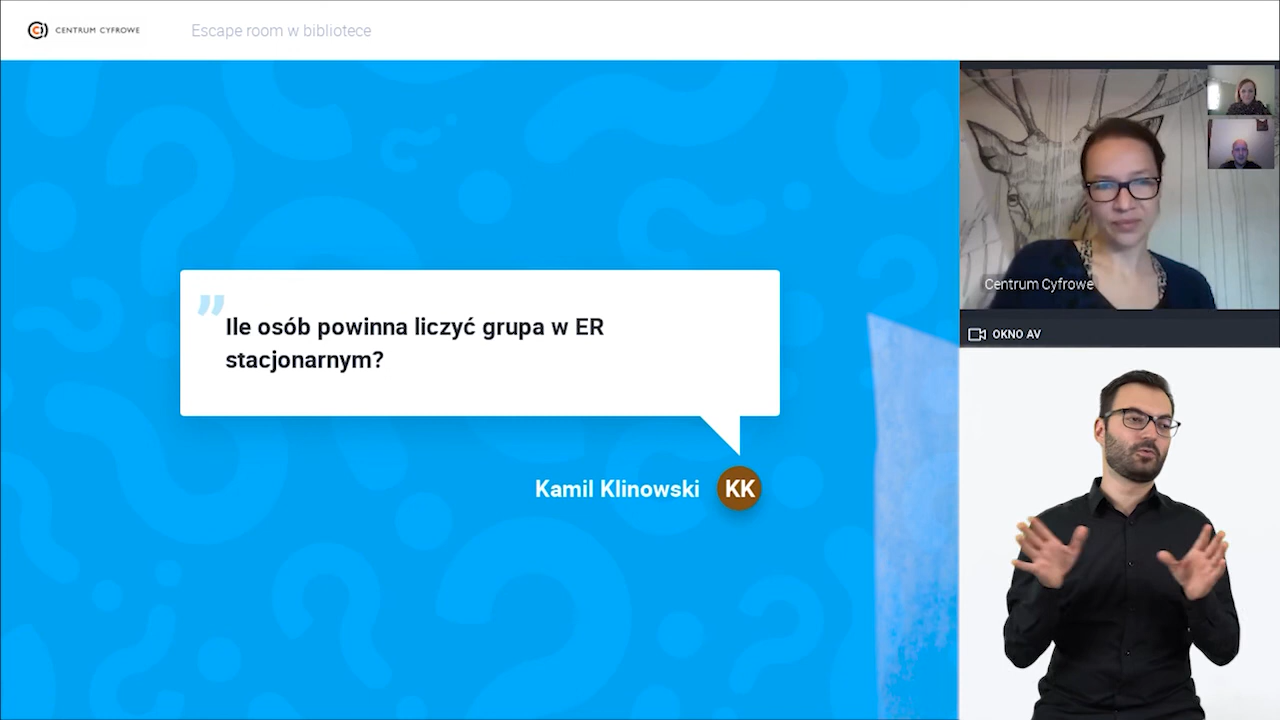 CENTRUM CYFROWE
Escape room w bibliotece
”
Ile osób powinna liczyć grupa w ER
stacjonarnym?
Kamil Klinowski
KK
Centrum Cyfrowe
OKNO AV